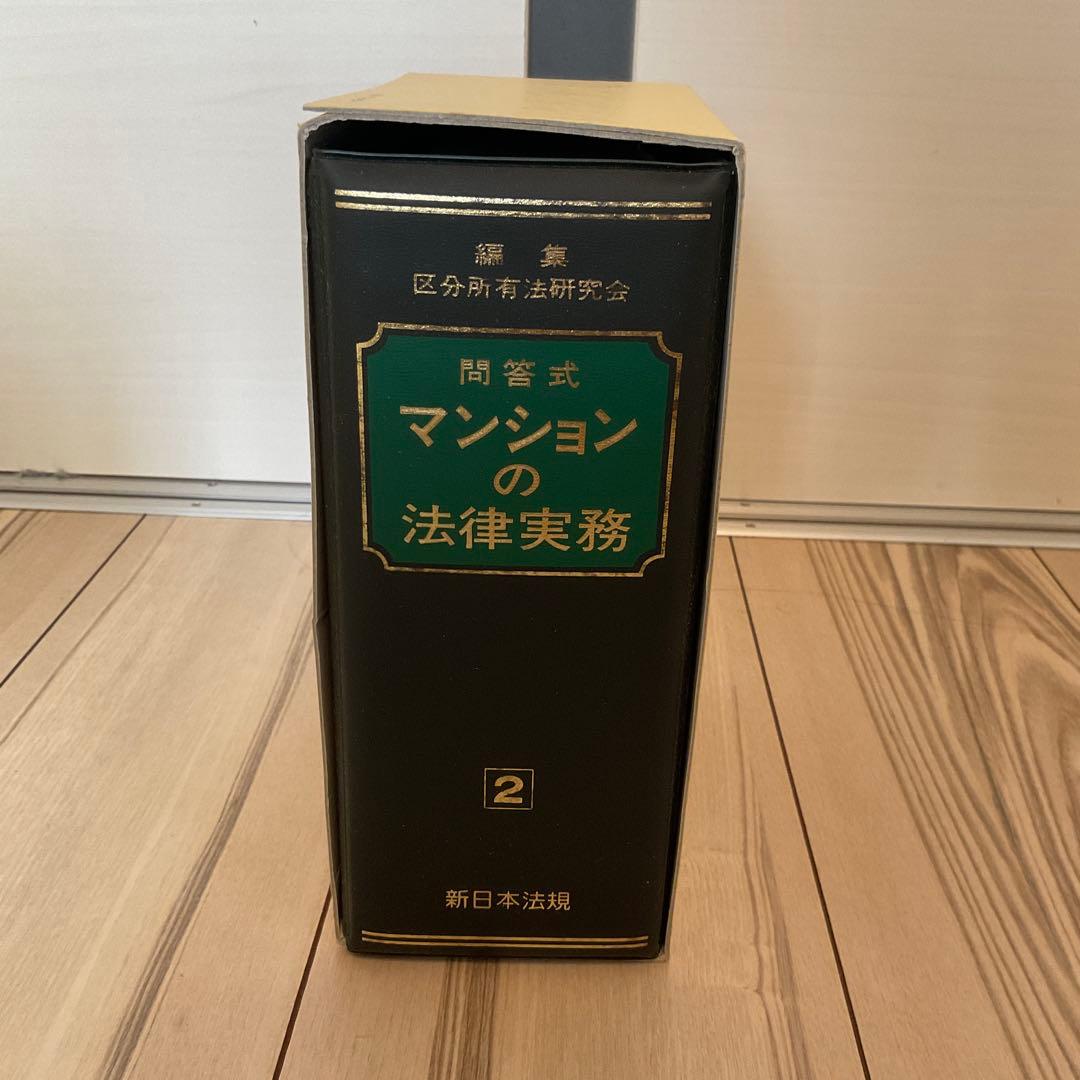 編集
区分所有法研究会
問答式
マンション
の
法律実務
2
新日本法規